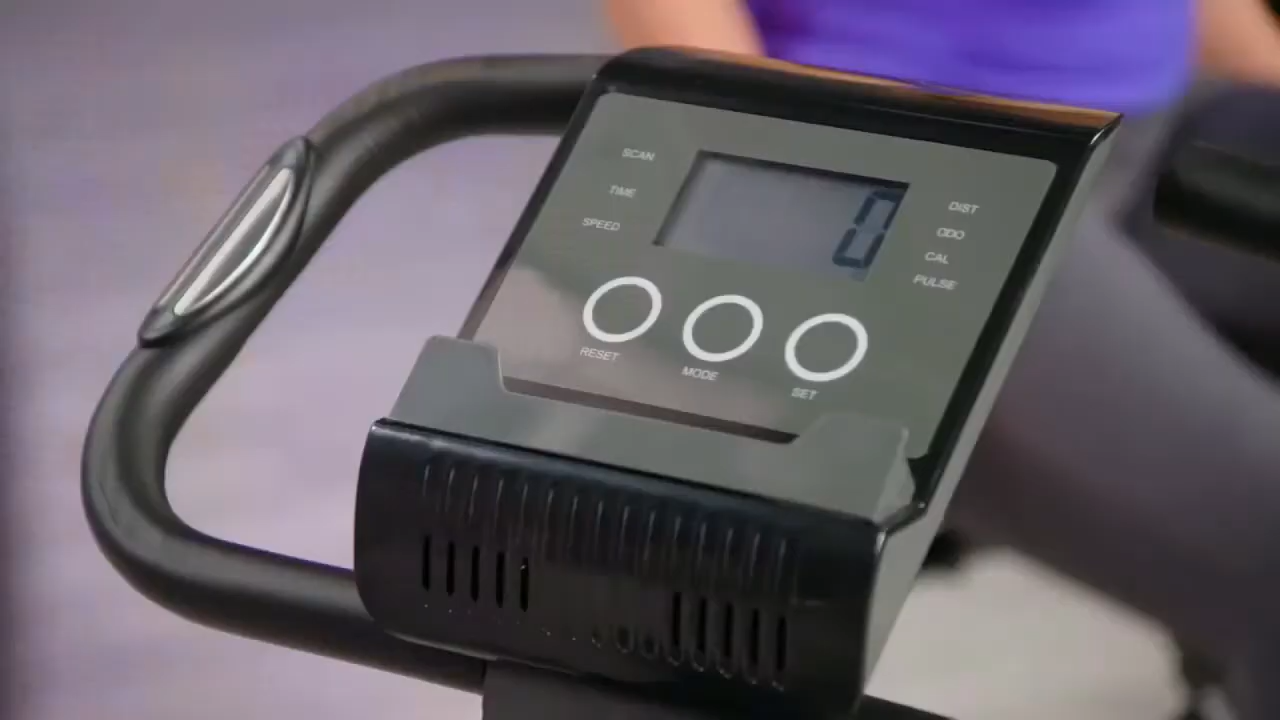 SCAN
TIME
SPEED
0
DIST
ODO
CAL
PULSE
RESET
MODE
SET